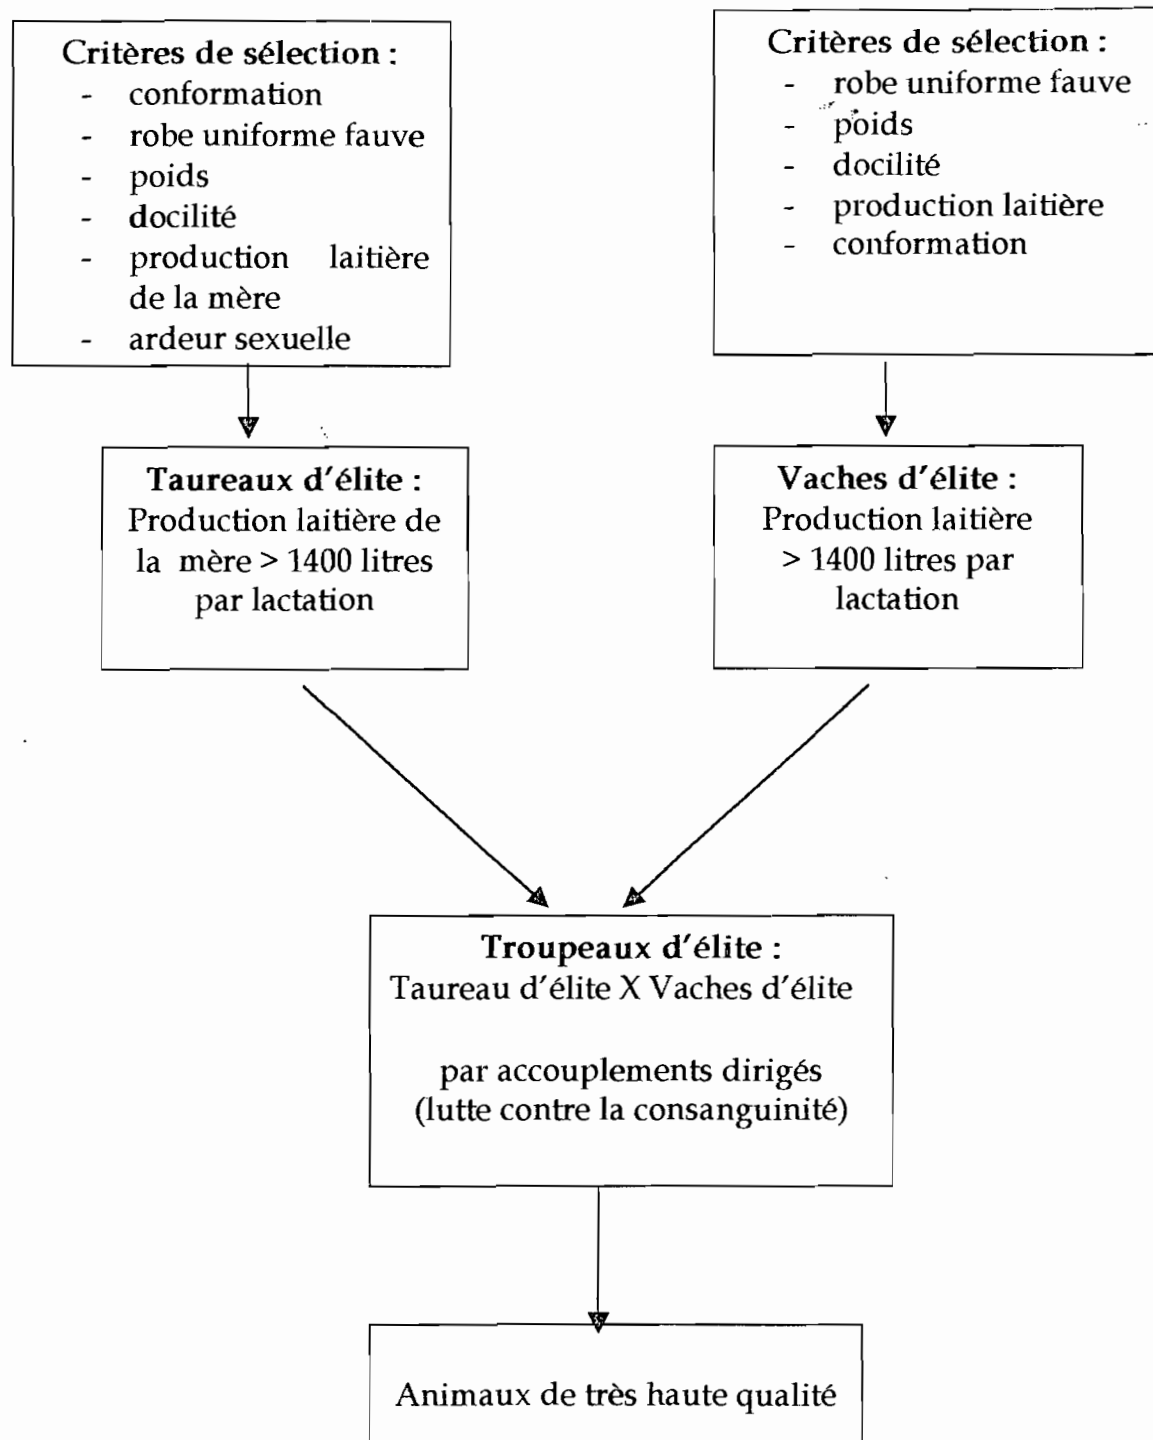 Critères de sélection :
- conformation
- robe uniforme fauve
- poids
- docilité
- production laitière
de la mère
- ardeur sexuelle
Critères de sélection :
- robe uniforme fauve
- poids
- docilité
- production laitière
- conformation
Taureaux d'élite :
Production laitière de
la mère > 1400 litres
par lactation
Vaches d'élite :
Production laitière
> 1400 litres par
lactation
Troupeaux d'élite :
Taureau d'élite X Vaches d'élite
par accouplements dirigés
(lutte contre la consanguinité)
Animaux de très haute qualité